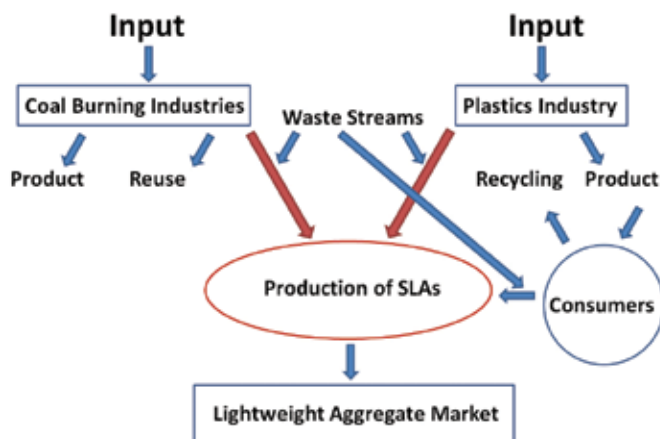 Input
Input
Coal Burning Industries
Waste Streams
Plastics Industry
Product
Reuse
Recycling
Product
Production of SLAs
Consumers
Lightweight Aggregate Market